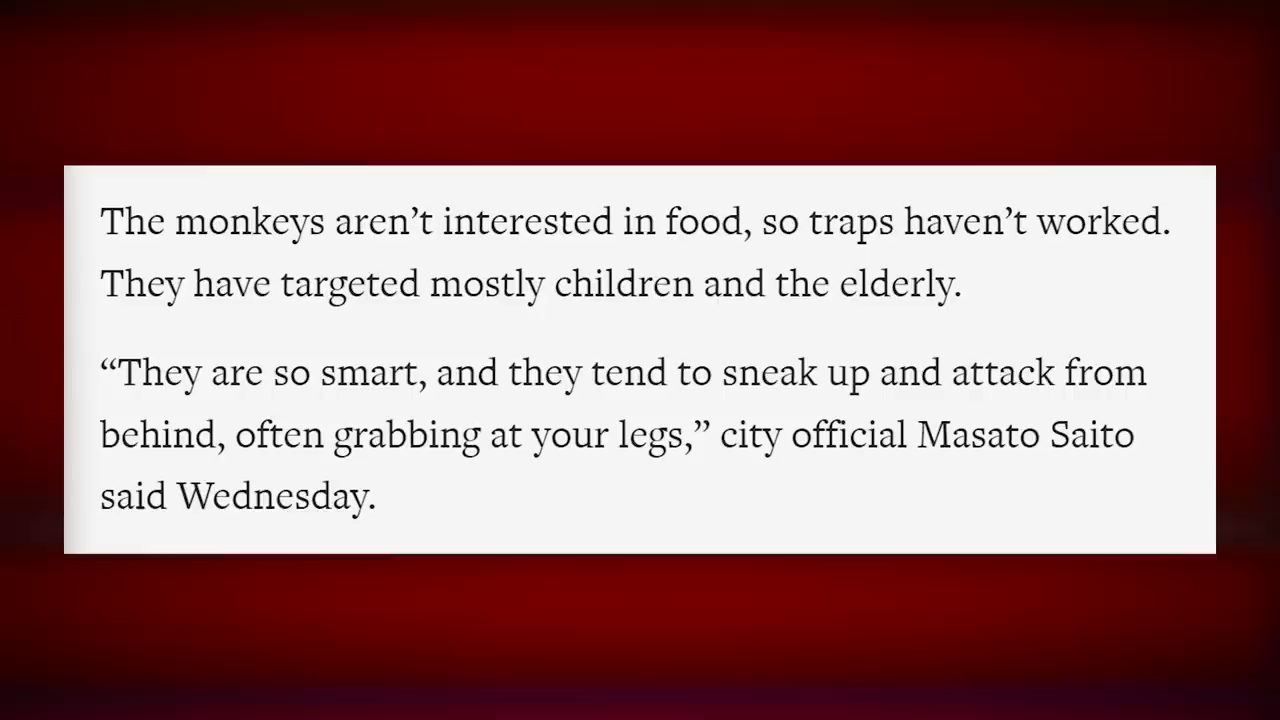 The monkeys aren’t interested in food, so traps haven’t worked.
They have targeted mostly children and the elderly.
“They are so smart, and they tend to sneak up and attack from
behind, often grabbing at your legs,” city official Masato Saito
said Wednesday.